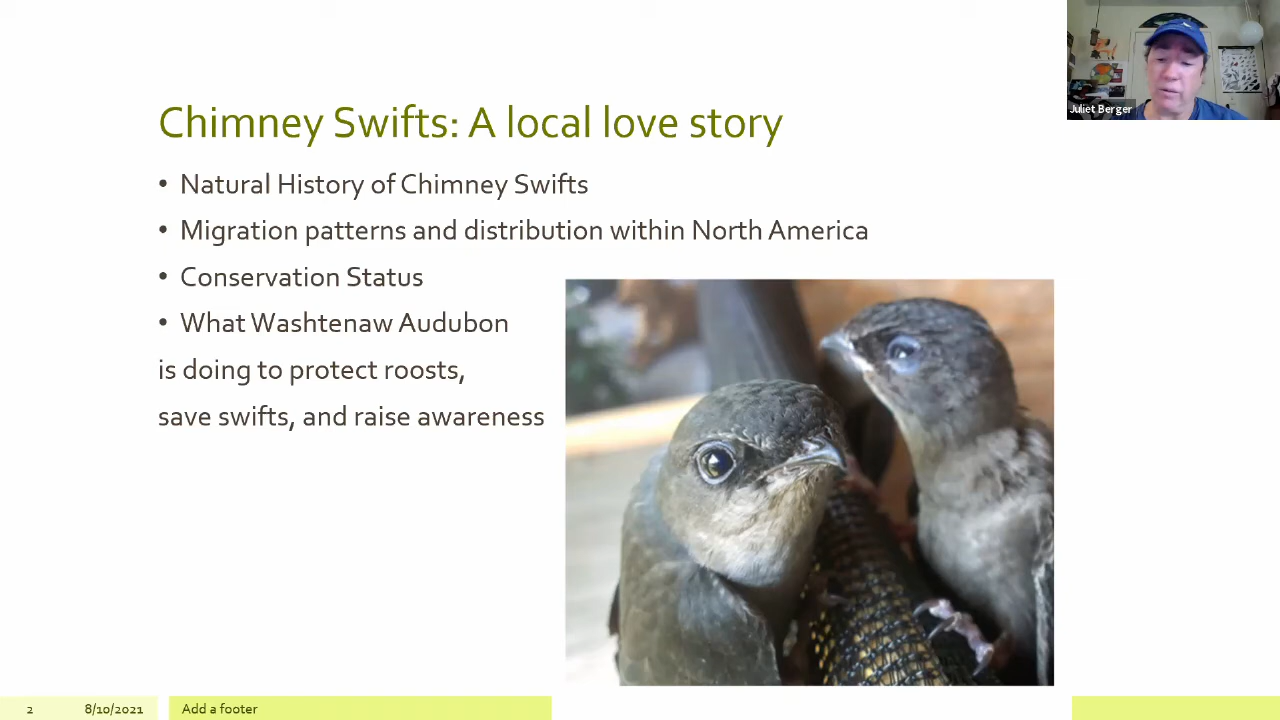 Chimney Swifts: A local love story
• Natural History of Chimney Swifts
• Migration patterns and distribution within North America
• Conservation Status
• What Washtenaw Audubon
is doing to protect roosts,
save swifts, and raise awareness
Juliet Berger
2 8/10/2021 Add a footer